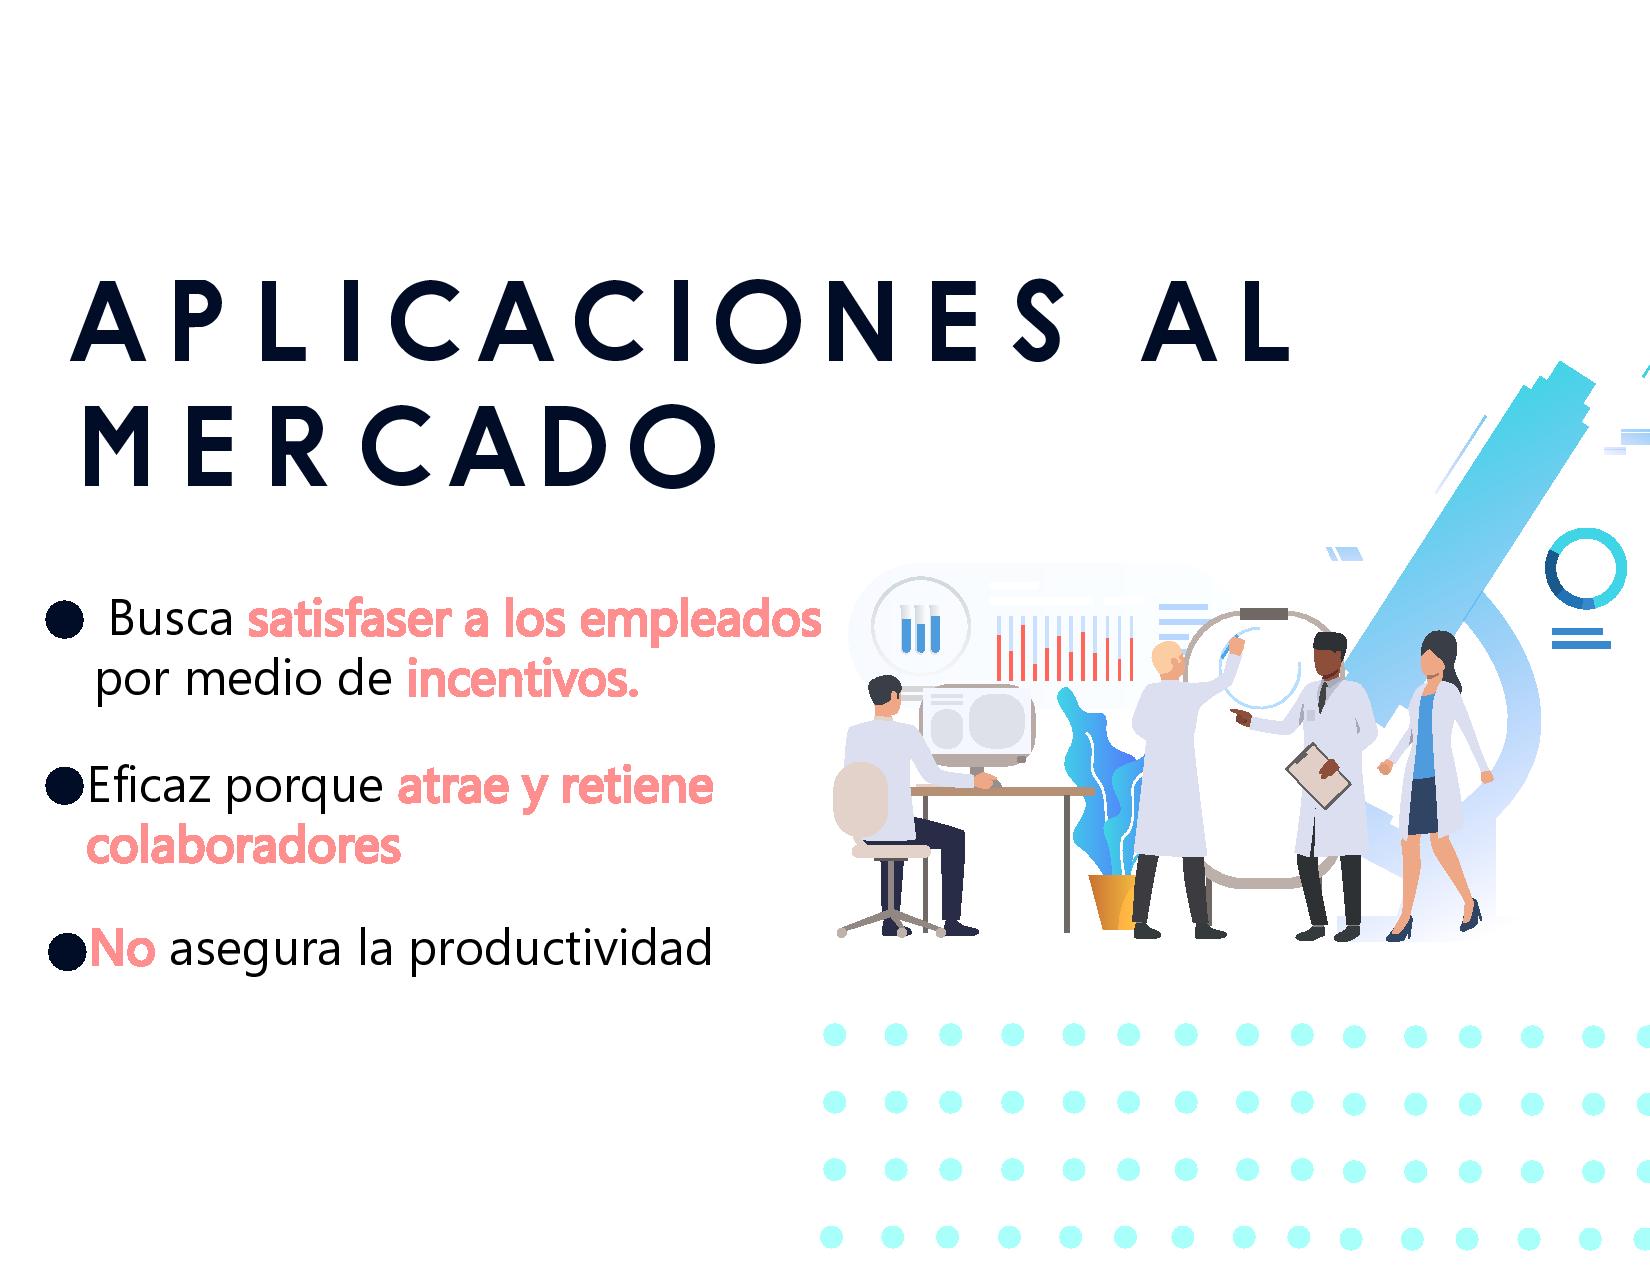 APLICACIONES AL
MERCADO
Busca satisfaser a los empleados
por medio de incentivos.
Eficaz porque atrae y retiene
colaboradores
No asegura la productividad